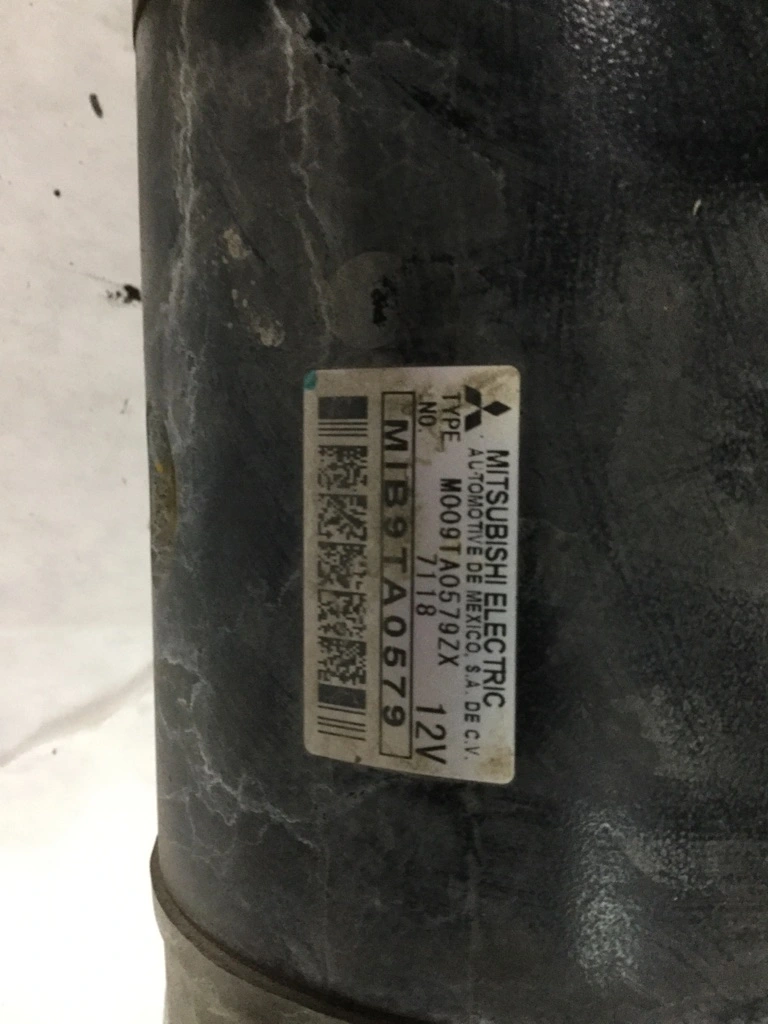 MITSUBISHI ELECTRIC
AUTOMOTIVE DE MEXICO, S.A. DE C.V.
TYPE M009TA0579ZX 12V
NO. 7118
MIB9TA0579